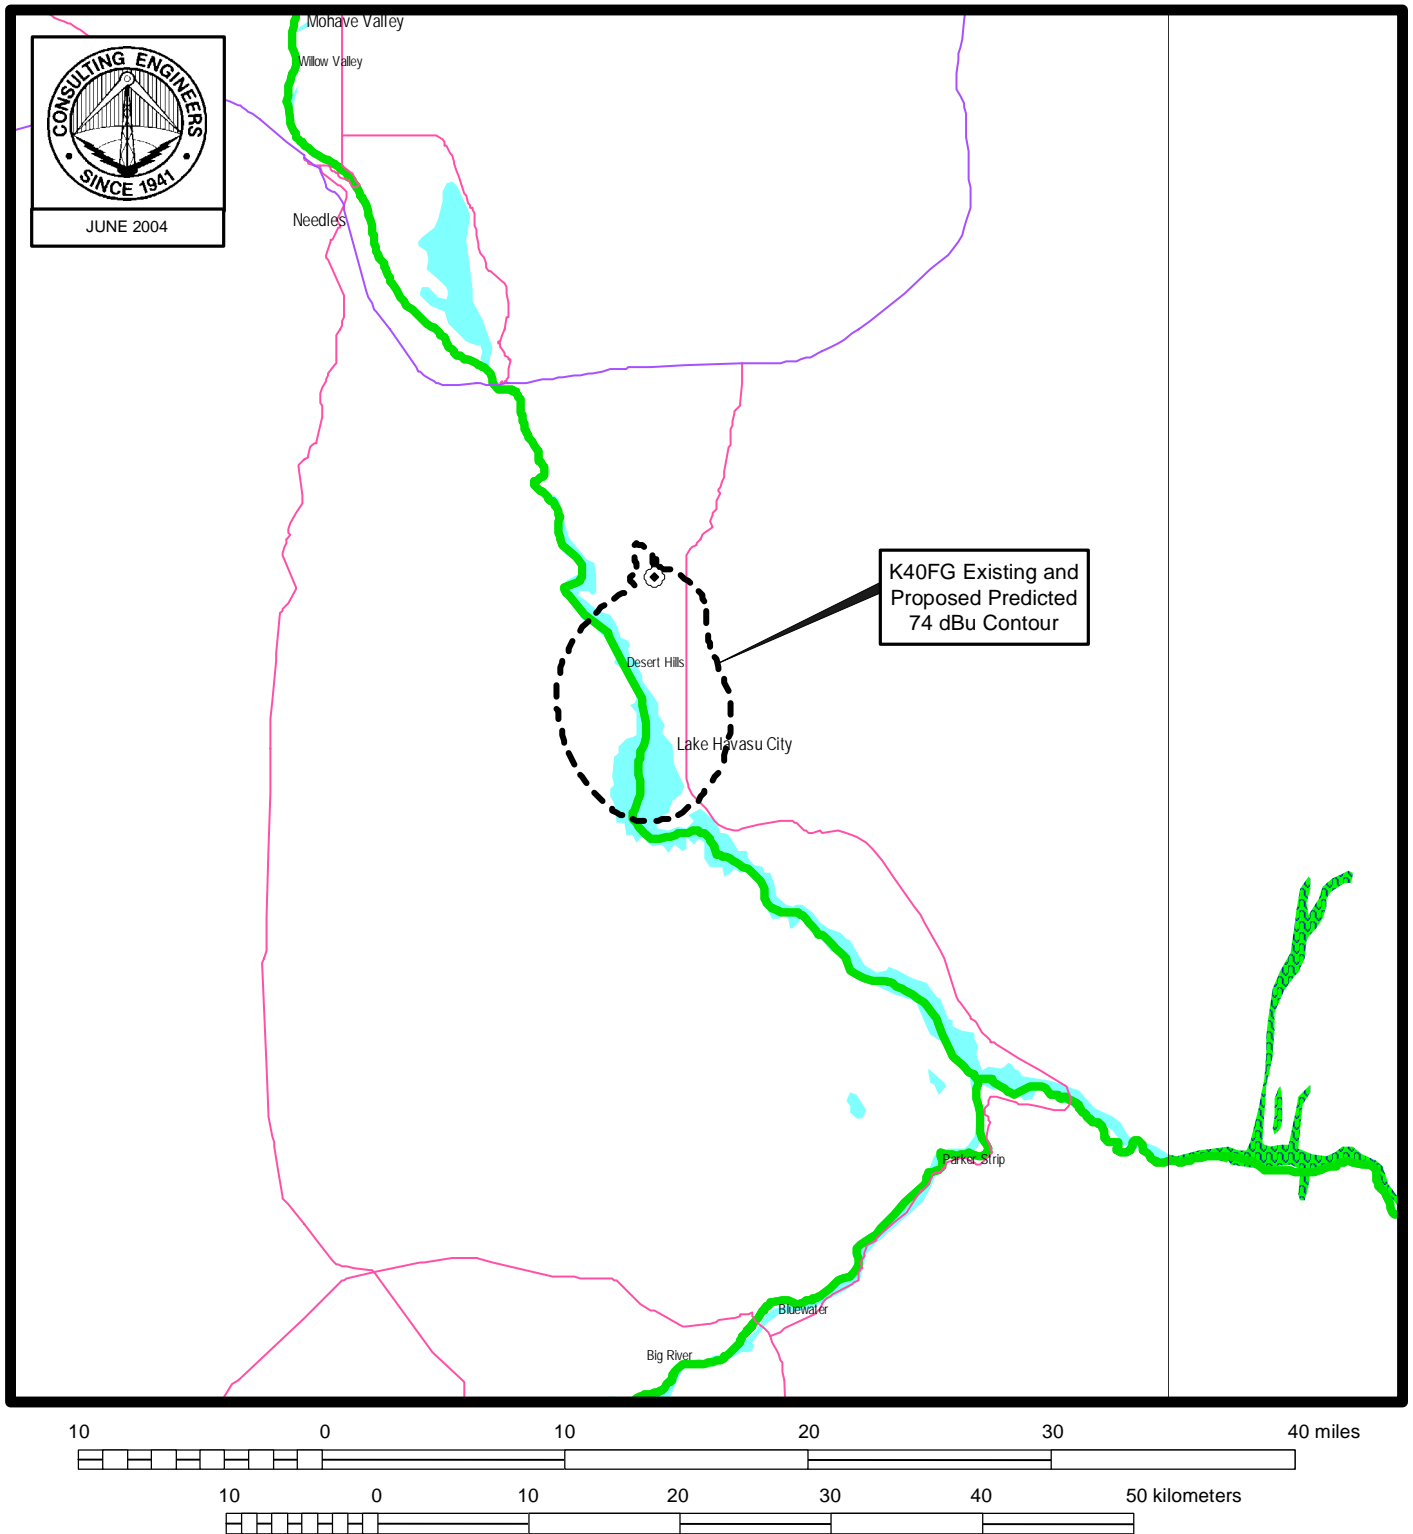 Mohave Valley
Willow Valley
CONSULTING ENGINEERS
• SINCE 1941 •
JUNE 2004
Needles
K40FG Existing and
Proposed Predicted
74 dBu Contour
Desert Hills
Lake Havasu City
Parker Strip
Bluewater
Big River
10 0 10 20 30 40 miles
10 0 10 20 30 40 50 kilometers